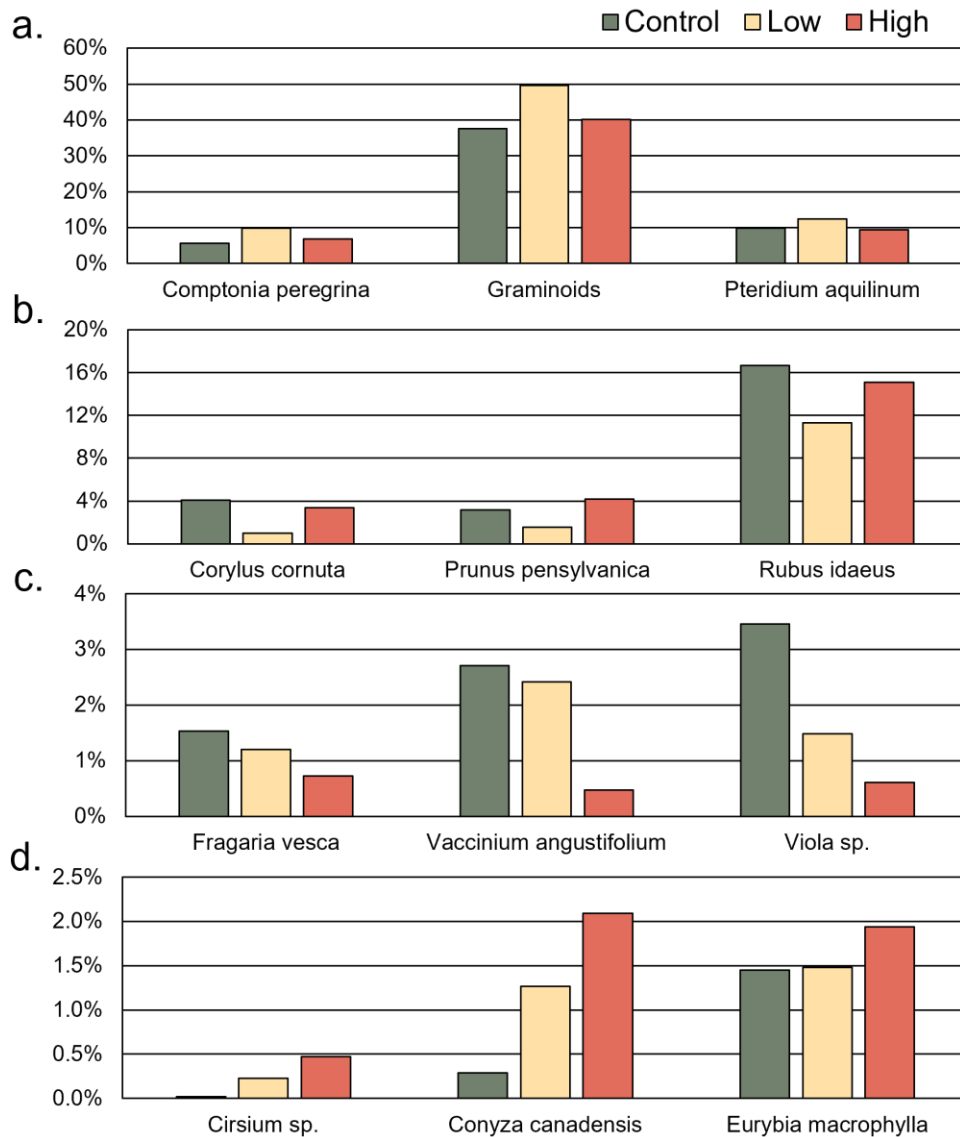 a.
Control Low High
60%
50%
40%
30%
20%
10%
0%
Comptonia peregrina Graminoids Pteridium aquilinum
b.
20%
16%
12%
8%
4%
0%
Corylus cornuta Prunus pensylvanica Rubus idaeus
c.
4%
3%
2%
1%
0%
Fragaria vesca Vaccinium angustifolium Viola sp.
d.
2.5%
2.0%
1.5%
1.0%
0.5%
0.0%
Cirsium sp. Conyza canadensis Eurybia macrophylla